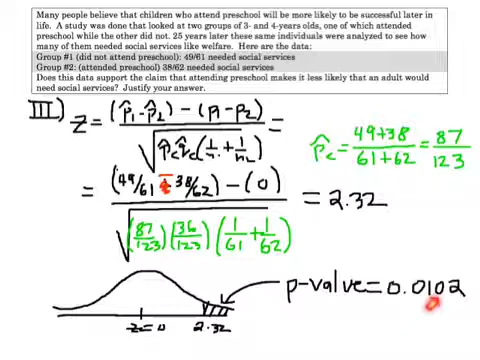 Many people believe that children who attend preschool will be more likely to be successful later in
life. A study was done that looked at two groups of 3- and 4-years olds, one of which attended
preschool while the other did not. 25 years later these same individuals were analyzed to see how
many of them needed social services like welfare. Here are the data:
Group #1 (did not attend preschool): 49/61 needed social services
Group #2: (attended preschool) 38/62 needed social services
Does this data support the claim that attending preschool makes it less likely that an adult would
need social services? Justify your answer.
III) Z = (p̂₁-p̂₂) - (p₁-p₂) / √(p̂c q̂c (1/n₁ + 1/n₂)) =
p̂c = 49+38 / 61+62 = 87/123
= (49/61 - 38/62) - (0) / √((87/123)(36/123)(1/61 + 1/62)) = 2.32
p-value = 0.0102
z=0 2.32